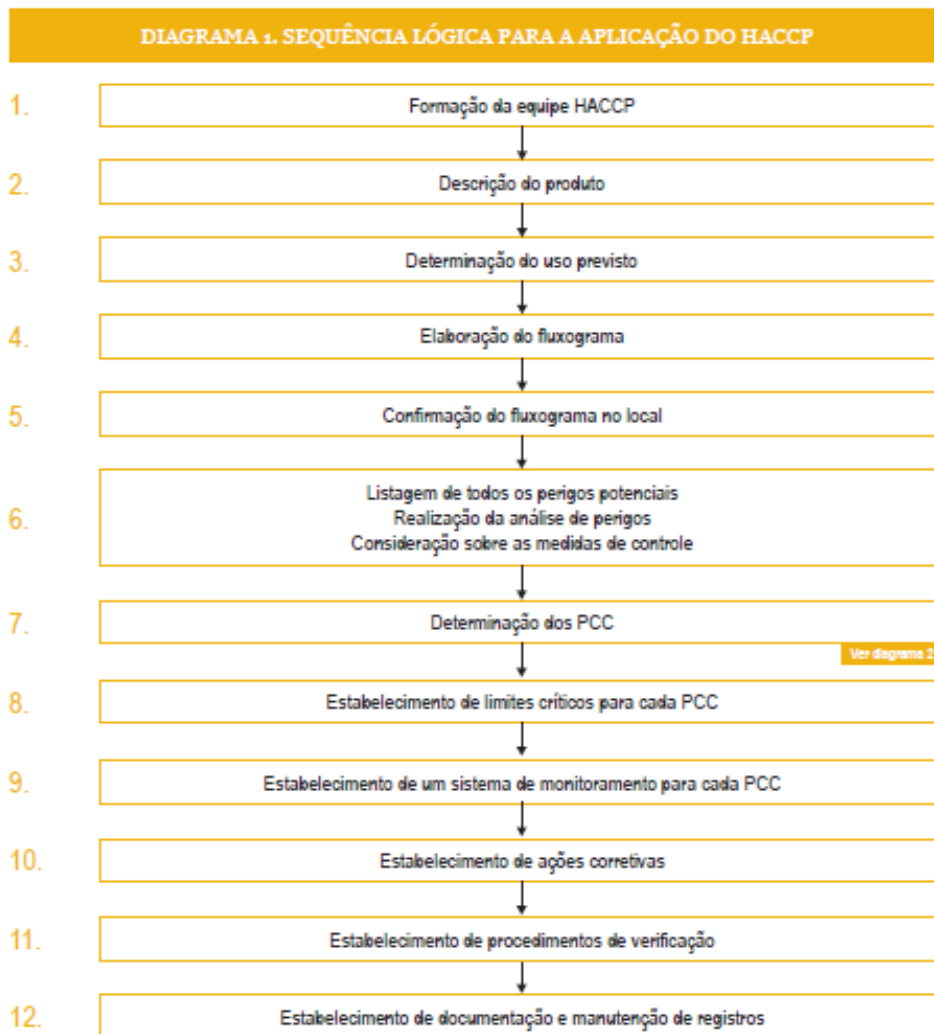 DIAGRAMA 1. SEQUÊNCIA LÓGICA PARA A APLICAÇÃO DO HACCP
1. Formação da equipe HACCP
2. Descrição do produto
3. Determinação do uso previsto
4. Elaboração do fluxograma
5. Confirmação do fluxograma no local
Listagem de todos os perigos potenciais
6. Realização da análise de perigos
Consideração sobre as medidas de controle
7. Determinação dos PCC
Ver diagrama 2
8. Estabelecimento de limites críticos para cada PCC
9. Estabelecimento de um sistema de monitoramento para cada PCC
10. Estabelecimento de ações corretivas
11. Estabelecimento de procedimentos de verificação
12. Estabelecimento de documentação e manutenção de registros